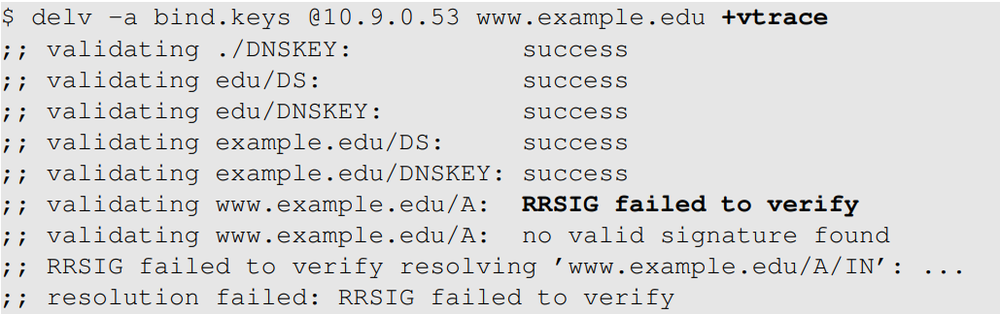 $ delv -a bind.keys @10.9.0.53 www.example.edu +vtrace
;; validating ./DNSKEY:           success
;; validating edu/DS:             success
;; validating edu/DNSKEY:         success
;; validating example.edu/DS:     success
;; validating example.edu/DNSKEY: success
;; validating www.example.edu/A:  RRSIG failed to verify
;; validating www.example.edu/A:  no valid signature found
;; RRSIG failed to verify resolving ’www.example.edu/A/IN’: ...
;; resolution failed: RRSIG failed to verify